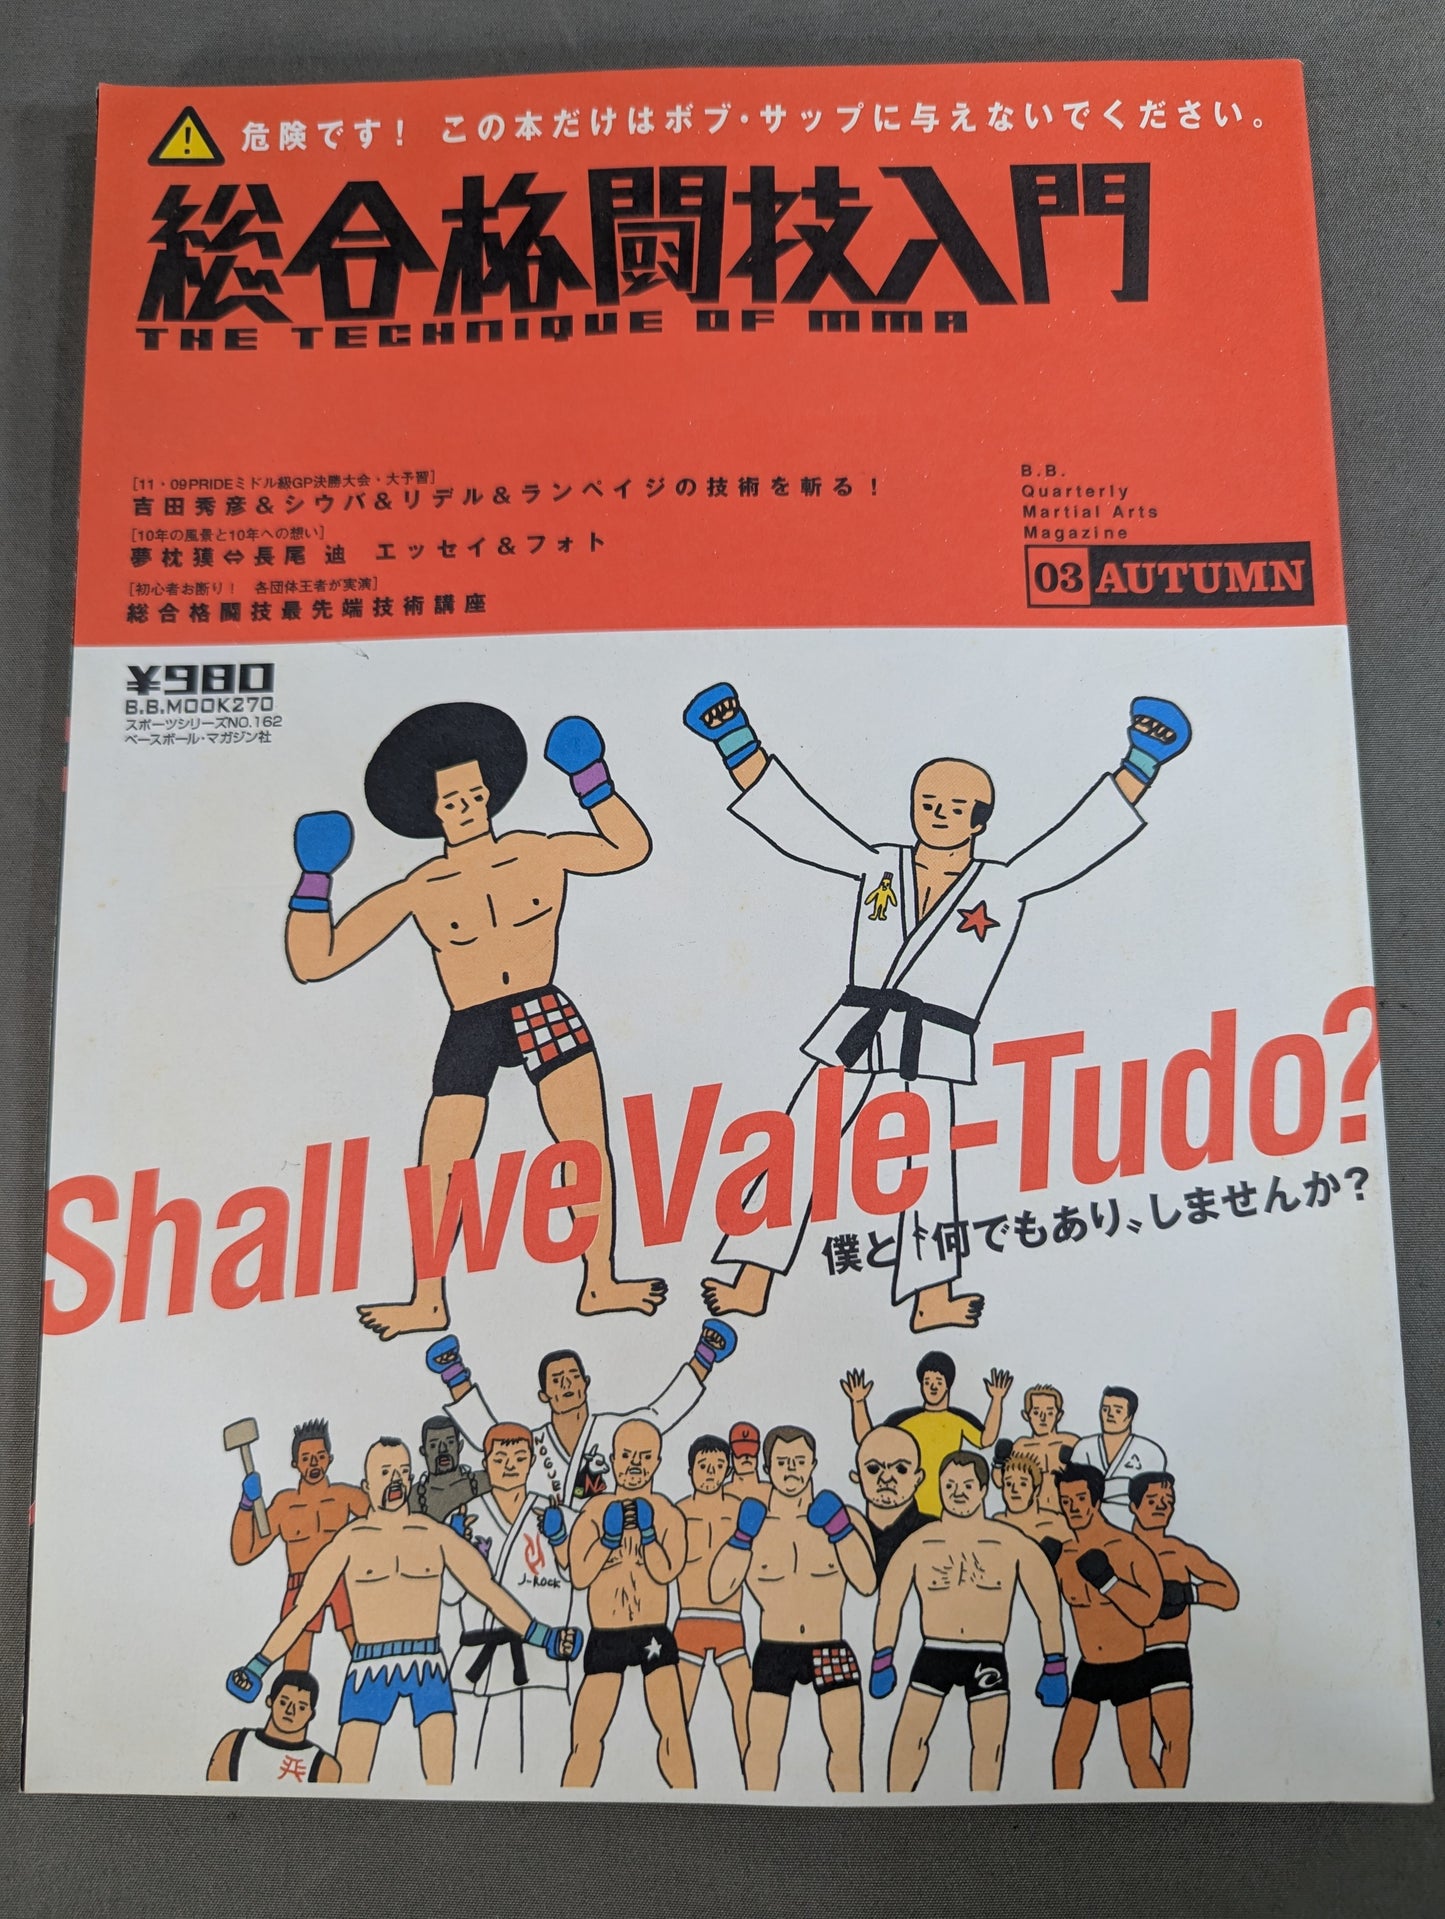 危険です! この本だけはボブ・サップに与えないでください。
総合格闘技入門
THE TECHNIQUE OF MMA
[11・09PRIDEミドル級GP決勝大会・大予習]
吉田秀彦&シウバ&リデル&ランペイジの技術を斬る!
[10年の風景と10年への想い]
夢枕獏⇔長尾 迪 エッセイ&フォト
[初心者お断り! 各団体王者が実演]
総合格闘技最先端技術講座
B.B.
Quarterly
Martial Arts
Magazine
03 AUTUMN
¥980
B.B.MOOK270
スポーツシリーズNO.162
ベースボール・マガジン社
Shall we Vale-Tudo?
僕と〝何でもあり〟しませんか?
J-ROCK